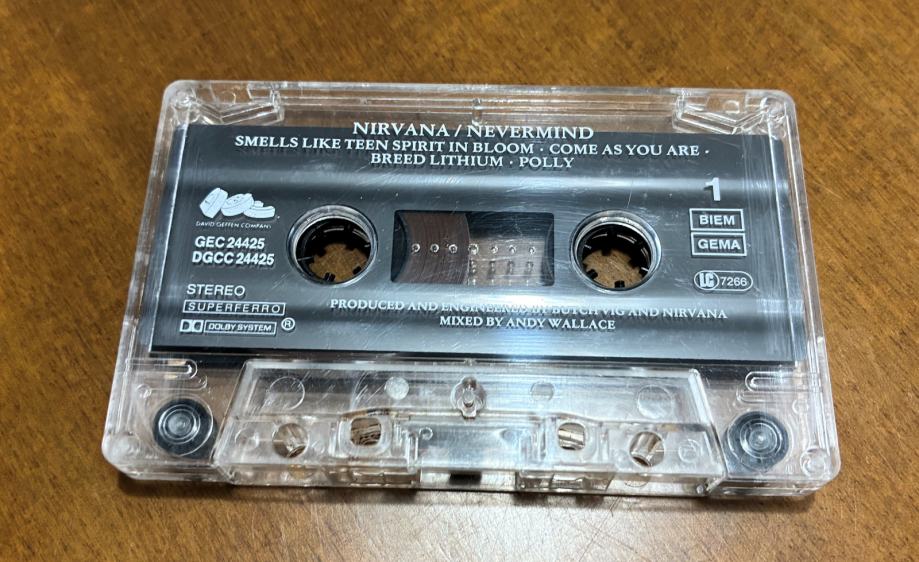 NIRVANA / NEVERMIND
SMELLS LIKE TEEN SPIRIT IN BLOOM · COME AS YOU ARE ·
BREED LITHIUM · POLLY
1
DAVID GEFFEN COMPANY
BIEM
GEC 24425
GEMA
DGCC 24425
LC 7266
STEREO
SUPERFERRO
PRODUCED AND ENGINEERED BY BUTCH VIG AND NIRVANA
DOLBY SYSTEM ®
MIXED BY ANDY WALLACE